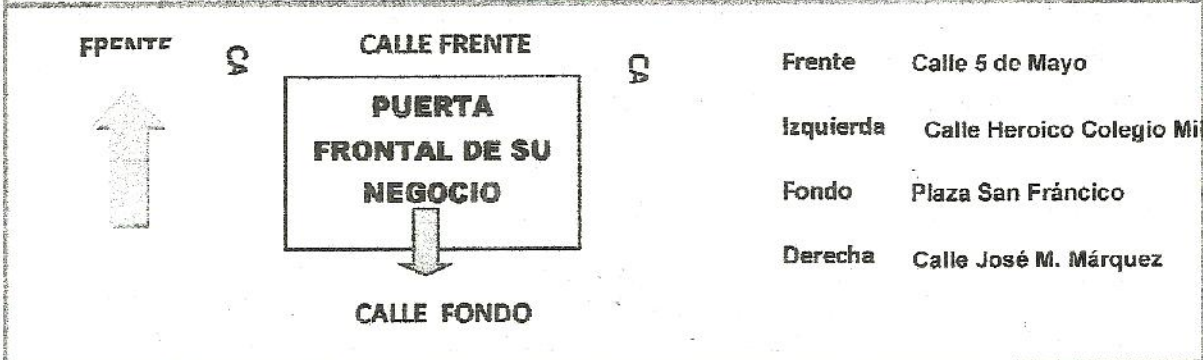 FRENTE
CA
CALLE FRENTE
CA
PUERTA
FRONTAL DE SU
NEGOCIO
CALLE FONDO
Frente Calle 5 de Mayo
Izquierda Calle Heroico Colegio Mi
Fondo Plaza San Fráncico
Derecha Calle José M. Márquez